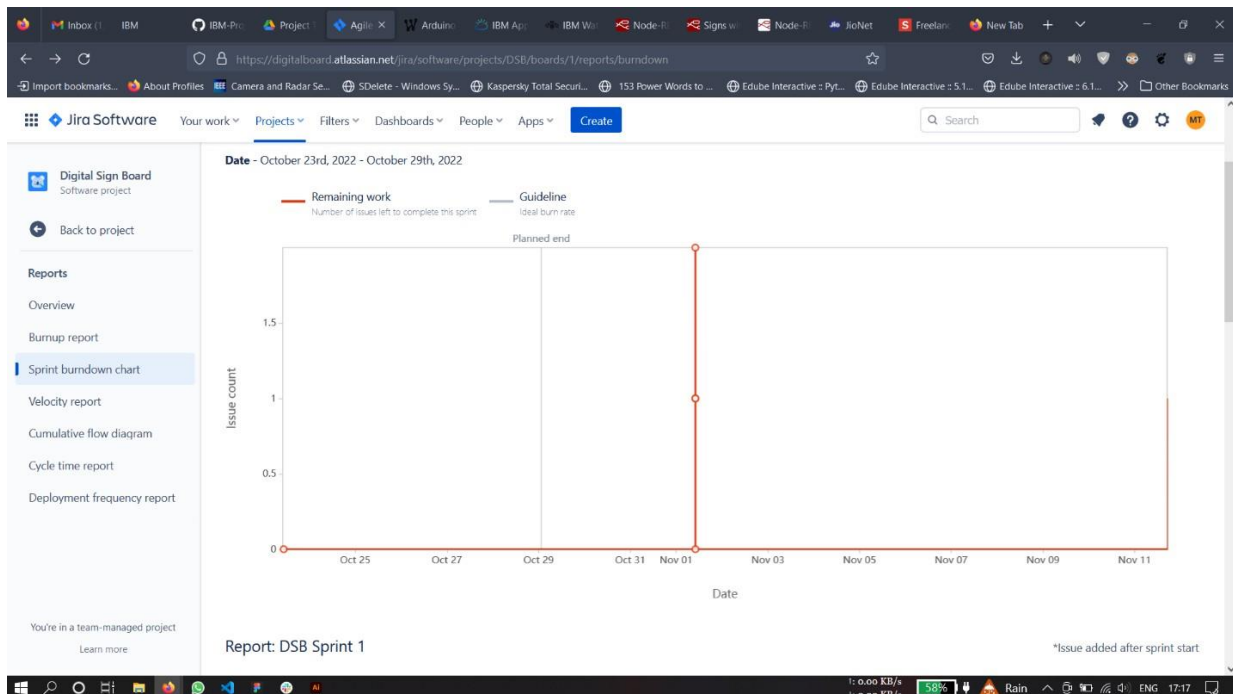 Inbox (1 IBM IBM-Pro Project Agile Arduino IBM App IBM Wa Node-R Signs w Node-R JioNet Freelanc New Tab
https://digitalboard.atlassian.net/jira/software/projects/DSB/boards/1/reports/burndown
Import bookmarks... About Profiles Camera and Radar Se... SDelete - Windows Sy... Kaspersky Total Securi... 153 Power Words to ... Edube Interactive :: Pyt... Edube Interactive :: 5.1... Edube Interactive :: 6.1... Other Bookmarks
Jira Software Your work Projects Filters Dashboards People Apps Create Search MT
Digital Sign Board
Software project
Back to project
Reports
Overview
Burnup report
Sprint burndown chart
Velocity report
Cumulative flow diagram
Cycle time report
Deployment frequency report
You're in a team-managed project
Learn more
Date - October 23rd, 2022 - October 29th, 2022
Remaining work Guideline
Number of issues left to complete this sprint Ideal burn rate
Planned end
1.5
1
0.5
0
Issue count
Oct 25 Oct 27 Oct 29 Oct 31 Nov 01 Nov 03 Nov 05 Nov 07 Nov 09 Nov 11
Date
Report: DSB Sprint 1 *Issue added after sprint start
0.00 KB/s
58% Rain ENG 17:17